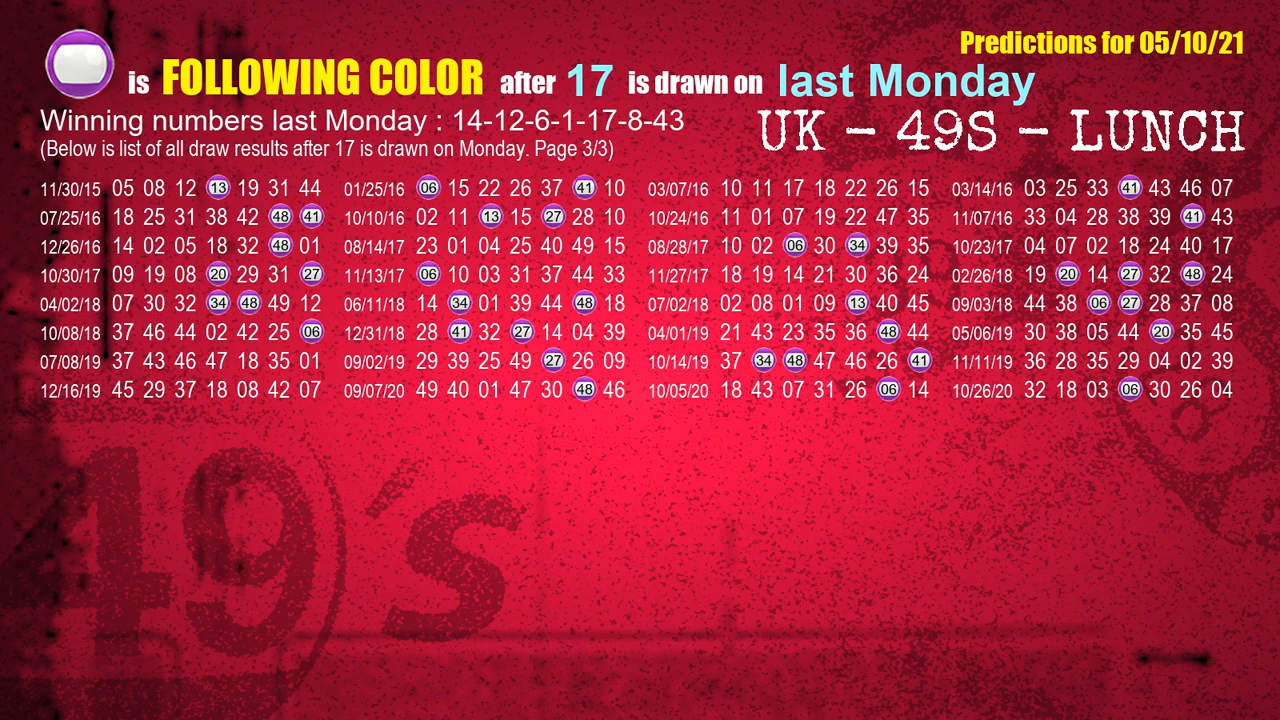 Predictions for 05/10/21
is FOLLOWING COLOR after 17 is drawn on last Monday
Winning numbers last Monday : 14-12-6-1-17-8-43
UK - 49S - LUNCH
(Below is list of all draw results after 17 is drawn on Monday. Page 3/3)
11/30/15 05 08 12 13 19 31 44 01/25/16 06 15 22 26 37 41 10 03/07/16 10 11 17 18 22 26 15 03/14/16 03 25 33 41 43 46 07
07/25/16 18 25 31 38 42 48 41 10/10/16 02 11 13 15 27 28 10 10/24/16 11 01 07 19 22 47 35 11/07/16 33 04 28 38 39 41 43
12/26/16 14 02 05 18 32 48 01 08/14/17 23 01 04 25 40 49 15 08/28/17 10 02 06 30 34 39 35 10/23/17 04 07 02 18 24 40 17
10/30/17 09 19 08 20 29 31 27 11/13/17 06 10 03 31 37 44 33 11/27/17 18 19 14 21 30 36 24 02/26/18 19 20 14 27 32 48 24
04/02/18 07 30 32 34 48 49 12 06/11/18 14 34 01 39 44 48 18 07/02/18 02 08 01 09 13 40 45 09/03/18 44 38 06 27 28 37 08
10/08/18 37 46 44 02 42 25 06 12/31/18 28 41 32 27 14 04 39 04/01/19 21 43 23 35 36 48 44 05/06/19 30 38 05 44 20 35 45
07/08/19 37 43 46 47 18 35 01 09/02/19 29 39 25 49 27 26 09 10/14/19 37 34 48 47 46 26 41 11/11/19 36 28 35 29 04 02 39
12/16/19 45 29 37 18 08 42 07 09/07/20 49 40 01 47 30 48 46 10/05/20 18 43 07 31 26 06 14 10/26/20 32 18 03 06 30 26 04
49's